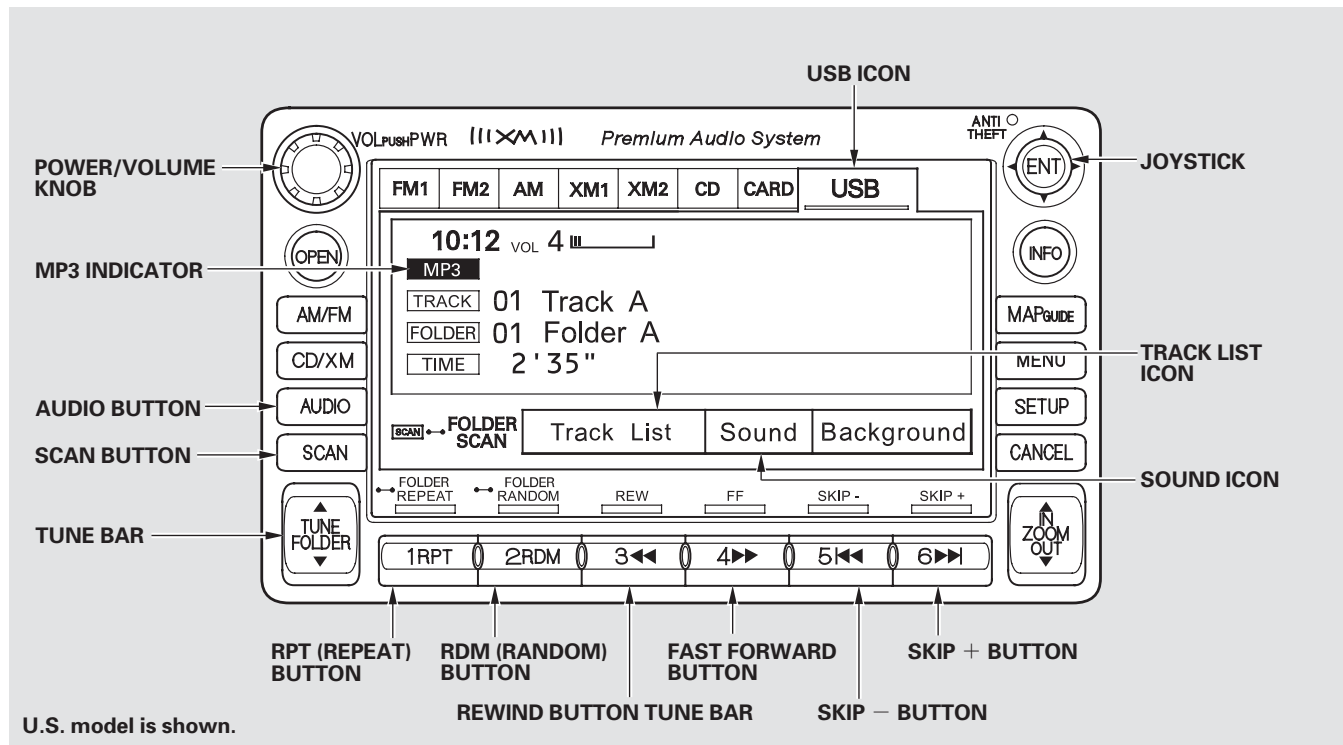 USB ICON
POWER/VOLUME
KNOB
VOL PUSH PWR
XM
Premium Audio System
ANTI
THEFT
ENT
JOYSTICK
FM1 FM2 AM XM1 XM2 CD CARD USB
10:12 VOL 4
OPEN
INFO
MP3 INDICATOR
MP3
TRACK 01 Track A
AM/FM
MAP GUIDE
FOLDER 01 Folder A
CD/XM
TIME 2'35"
MENU
TRACK LIST
ICON
AUDIO BUTTON
AUDIO
SETUP
SCAN FOLDER
SCAN
Track List Sound Background
SCAN BUTTON
SCAN
CANCEL
SOUND ICON
FOLDER
REPEAT
FOLDER
RANDOM
REW FF SKIP - SKIP +
TUNE BAR
TUNE
FOLDER
IN
ZOOM
OUT
1RPT 2RDM 3◀◀ 4▶▶ 5|◀◀ 6▶▶|
RPT (REPEAT)
BUTTON
RDM (RANDOM)
BUTTON
FAST FORWARD
BUTTON
SKIP + BUTTON
REWIND BUTTON TUNE BAR
SKIP − BUTTON
U.S. model is shown.